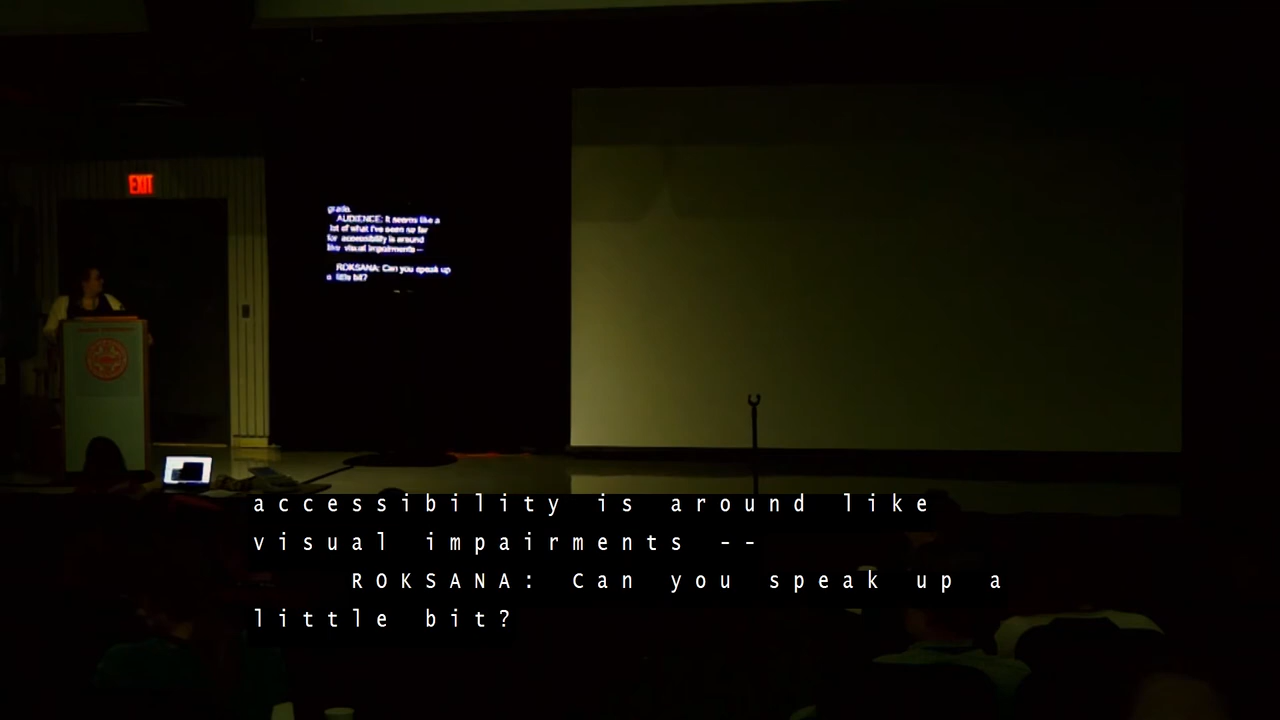 EXIT
grade.
AUDIENCE: It seems like a
lot of what I've seen so far
for accessibility is around
like visual impairments --
ROKSANA: Can you speak up
a little bit?
accessibility is around like
visual impairments --
ROKSANA: Can you speak up a
little bit?